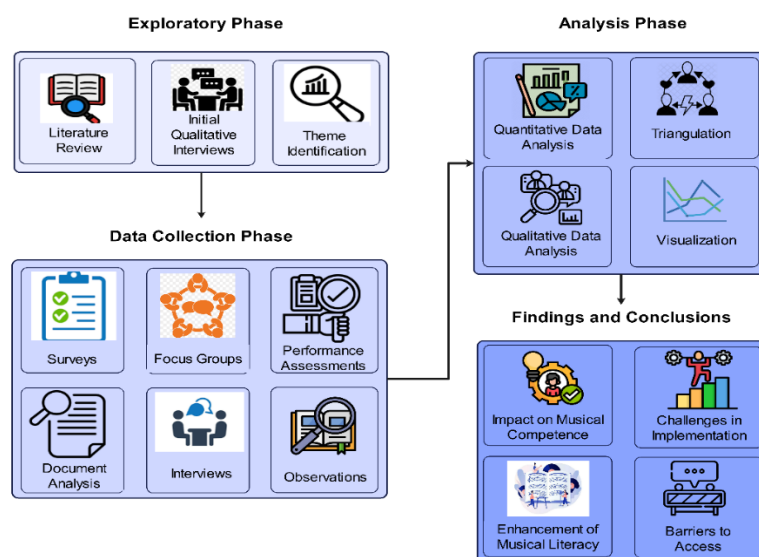 Exploratory Phase
Literature
Review
Initial
Qualitative
Interviews
Theme
Identification
Data Collection Phase
Surveys
Focus Groups
Performance
Assessments
Document
Analysis
Interviews
Observations
Analysis Phase
Quantitative Data
Analysis
Triangulation
Qualitative Data
Analysis
Visualization
Findings and Conclusions
Impact on Musical
Competence
Challenges in
Implementation
Enhancement of
Musical Literacy
Barriers to
Access